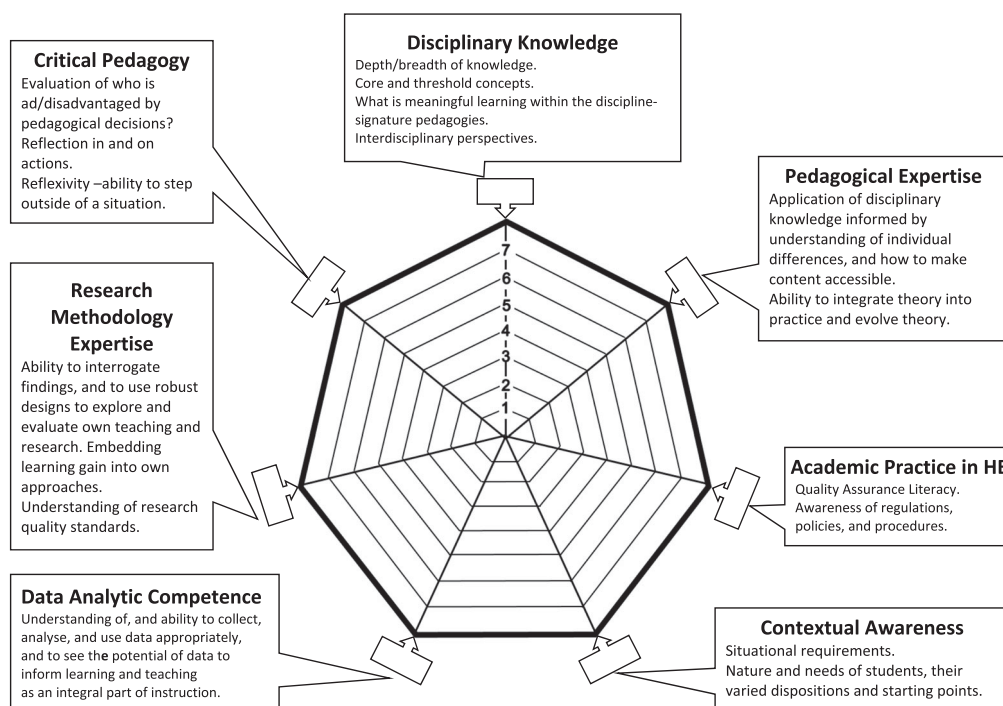 Disciplinary Knowledge
Depth/breadth of knowledge.
Core and threshold concepts.
What is meaningful learning within the discipline-
signature pedagogies.
Interdisciplinary perspectives.
Critical Pedagogy
Evaluation of who is
ad/disadvantaged by
pedagogical decisions?
Reflection in and on
actions.
Reflexivity –ability to step
outside of a situation.
Pedagogical Expertise
Application of disciplinary
knowledge informed by
understanding of individual
differences, and how to make
content accessible.
Ability to integrate theory into
practice and evolve theory.
7
6
5
4
3
2
1
Research
Methodology
Expertise
Ability to interrogate
findings, and to use robust
designs to explore and
evaluate own teaching and
research. Embedding
learning gain into own
approaches.
Understanding of research
quality standards.
Academic Practice in HE
Quality Assurance Literacy.
Awareness of regulations,
policies, and procedures.
Data Analytic Competence
Understanding of, and ability to collect,
analyse, and use data appropriately,
and to see the potential of data to
inform learning and teaching
as an integral part of instruction.
Contextual Awareness
Situational requirements.
Nature and needs of students, their
varied dispositions and starting points.